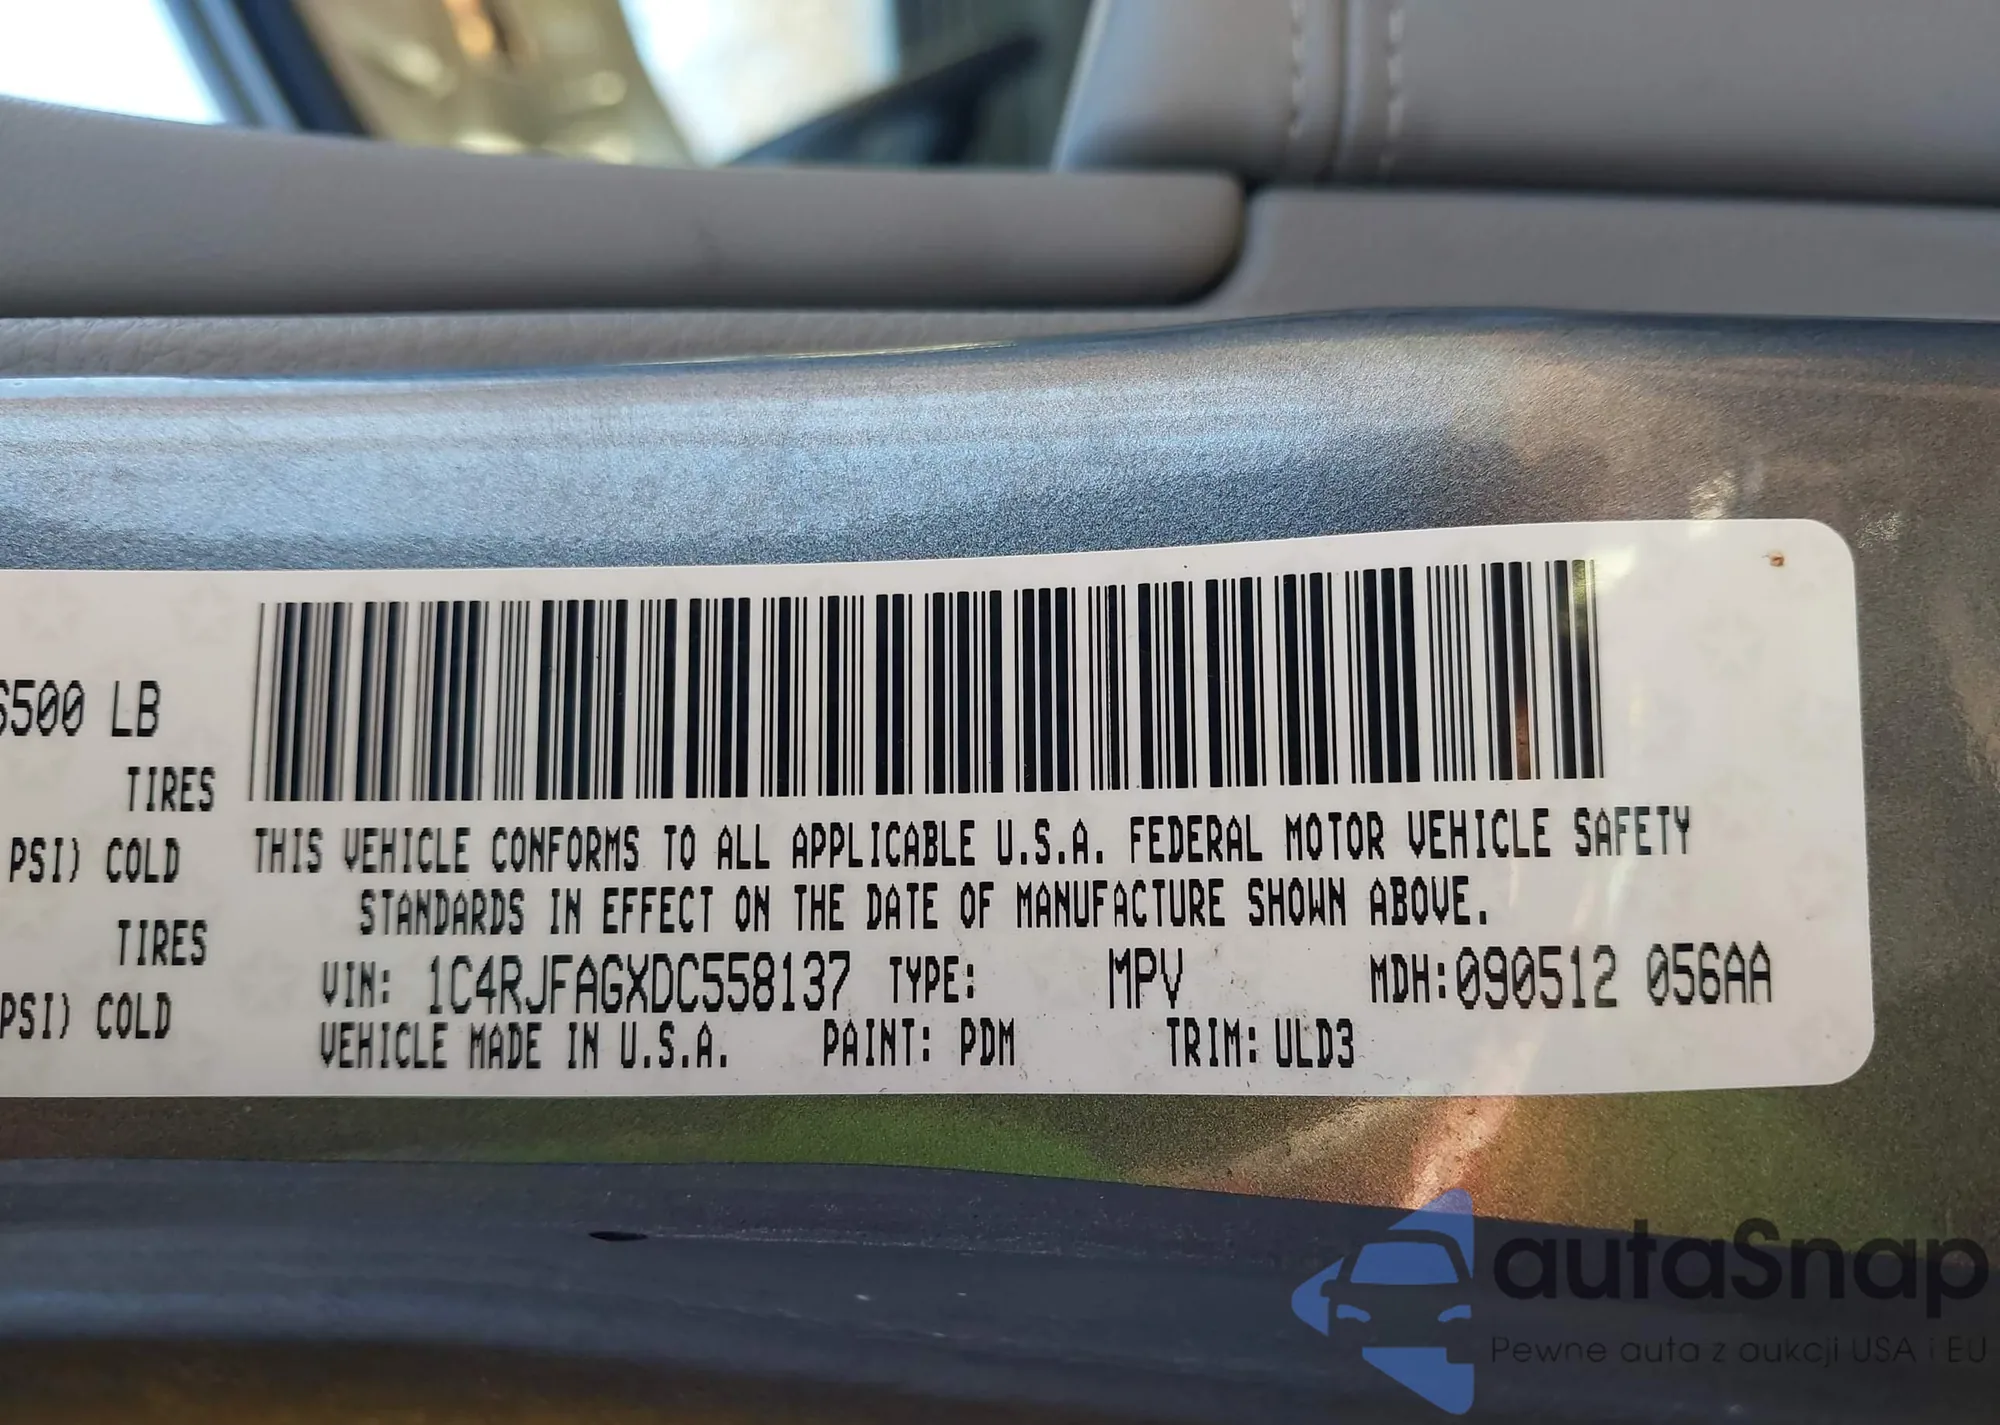 6500 LB
TIRES
PSI) COLD
TIRES
PSI) COLD
THIS VEHICLE CONFORMS TO ALL APPLICABLE U.S.A. FEDERAL MOTOR VEHICLE SAFETY
STANDARDS IN EFFECT ON THE DATE OF MANUFACTURE SHOWN ABOVE.
VIN: 1C4RJFAGXDC558137 TYPE: MPV MDH:090512 056AA
VEHICLE MADE IN U.S.A. PAINT: PDM TRIM: ULD3
autaSnap
Pewne auta z aukcji USA i EU